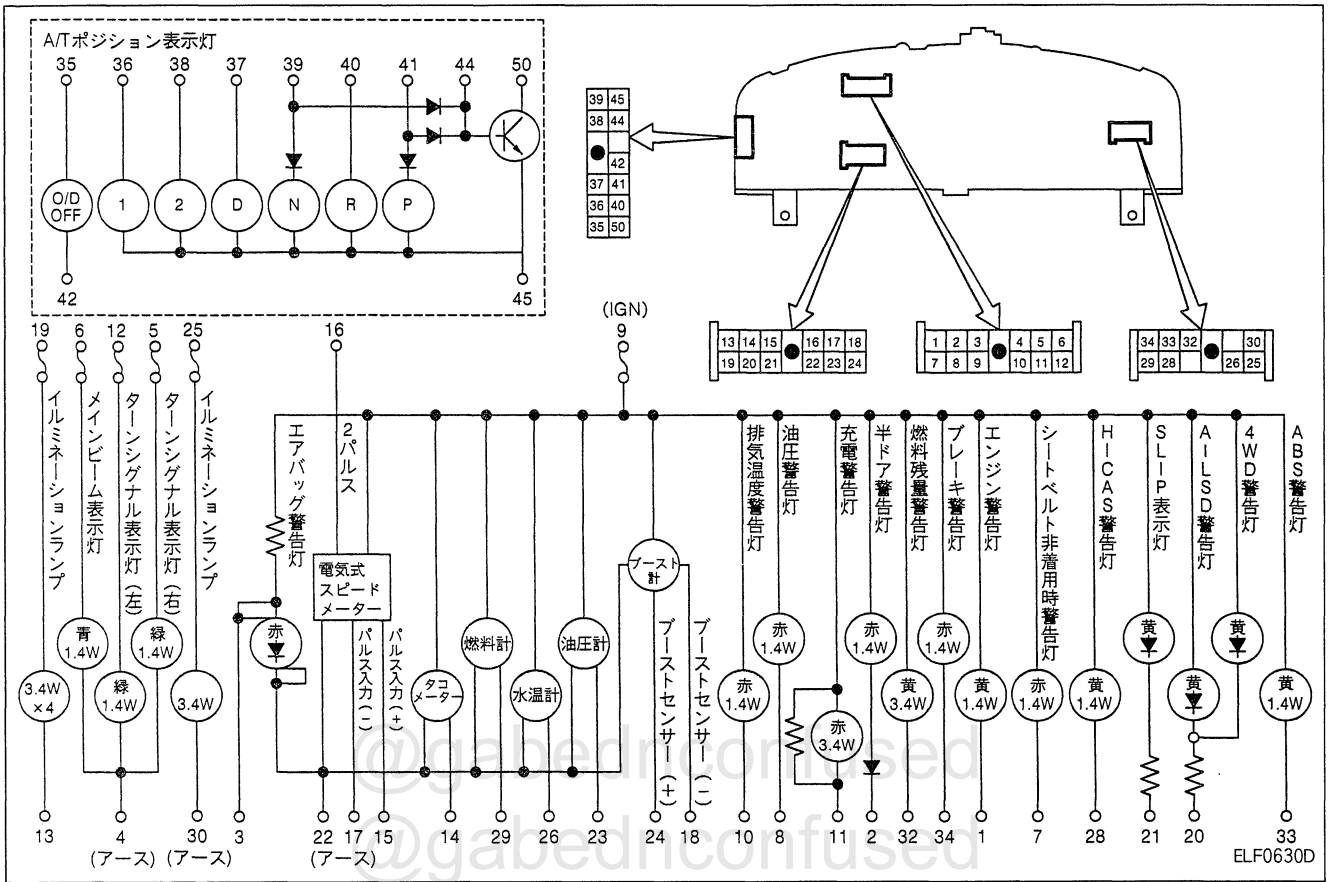 A/Tポジション表示灯
35 36 38 37 39 40 41 44 50
O/D OFF
1
2
D
N
R
P
42
45
39 45
38 44
42
37 41
36 40
35 50
13 14 15 16 17 18
19 20 21 22 23 24
1 2 3 4 5 6
7 8 9 10 11 12
34 33 32 30
29 28 26 25
(IGN)
19 6 12 5 25 16 9
イルミネーションランプ
メインビーム表示灯
ターンシグナル表示灯(左)
ターンシグナル表示灯(右)
イルミネーションランプ
エアバッグ警告灯
2パルス
電気式
スピード
メーター
パルス入力(-)
パルス入力(+)
ブースト計
ブーストセンサー(+)
ブーストセンサー(-)
排気温度警告灯
油圧警告灯
充電警告灯
半ドア警告灯
燃料残量警告灯
ブレーキ警告灯
エンジン警告灯
シートベルト非着用時警告灯
HICAS警告灯
SLIP表示灯
A-LSD警告灯
4WD警告灯
ABS警告灯
3.4W
×4
青
1.4W
緑
1.4W
緑
1.4W
3.4W
赤
タコ
メーター
燃料計
水温計
油圧計
赤
1.4W
赤
1.4W
赤
3.4W
赤
1.4W
黄
3.4W
赤
1.4W
黄
1.4W
赤
1.4W
黄
1.4W
黄
黄
黄
黄
1.4W
13 4 30 3 22 17 15 14 29 26 23 24 18 10 8 11 2 32 34 1 7 28 21 20 33
(アース) (アース) (アース)
ELF0630D
@gabednconfused
@gabednconfused